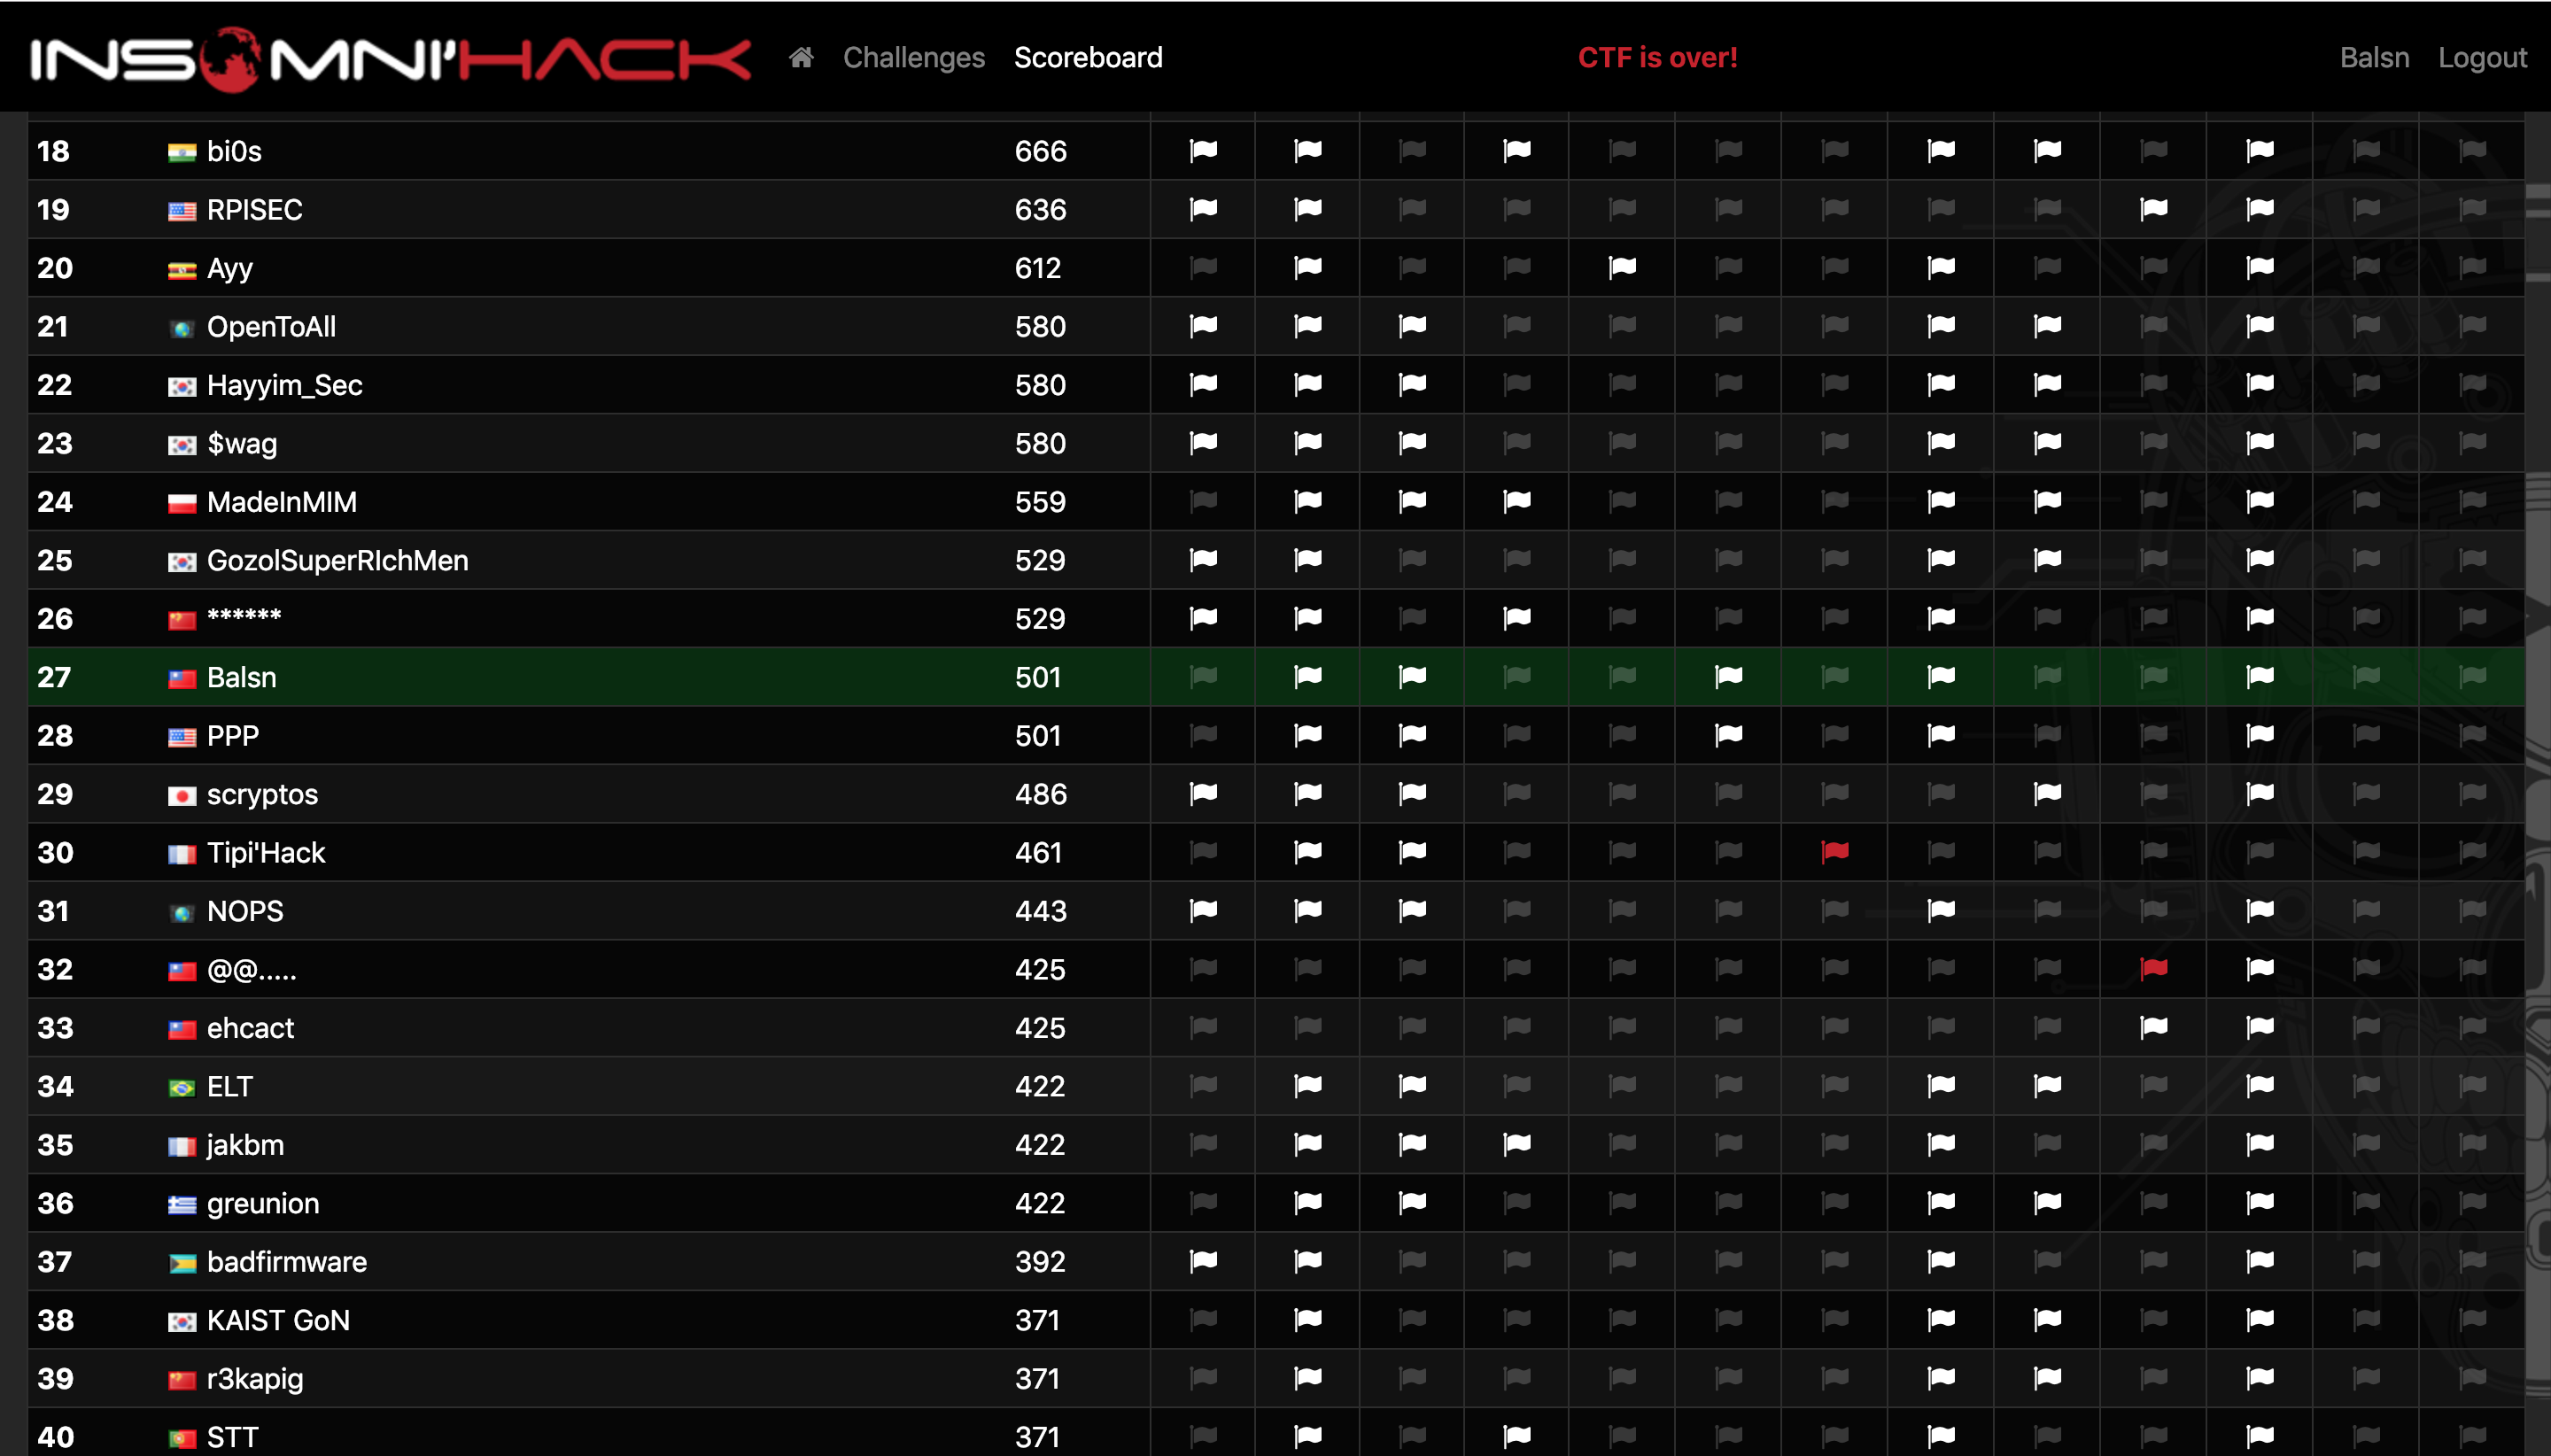 INSOMNI'HACK Challenges Scoreboard CTF is over! Balsn Logout
18 bi0s 666
19 RPISEC 636
20 Ayy 612
21 OpenToAll 580
22 Hayyim_Sec 580
23 $wag 580
24 MadeInMIM 559
25 GozolSuperRIchMen 529
26 ****** 529
27 Balsn 501
28 PPP 501
29 scryptos 486
30 Tipi'Hack 461
31 NOPS 443
32 @@..... 425
33 ehcact 425
34 ELT 422
35 jakbm 422
36 greunion 422
37 badfirmware 392
38 KAIST GoN 371
39 r3kapig 371
40 STT 371